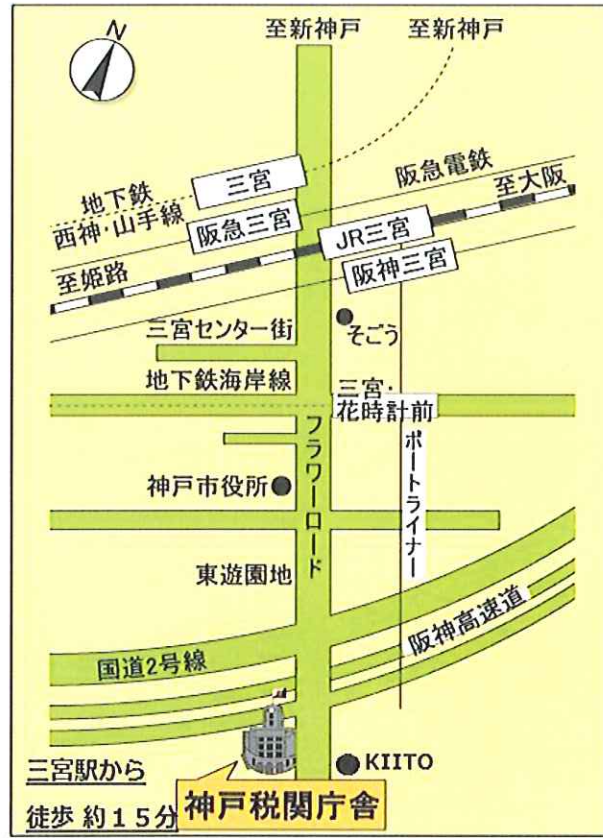 N
至新神戸
至新神戸
三宮
地下鉄
西神・山手線
阪急電鉄
至大阪
阪急三宮
JR三宮
阪神三宮
至姫路
三宮センター街
そごう
地下鉄海岸線
三宮・
花時計前
フラワーロード
ポートライナー
神戸市役所
東遊園地
国道2号線
阪神高速道
KIITO
三宮駅から
徒歩 約15分
神戸税関庁舎